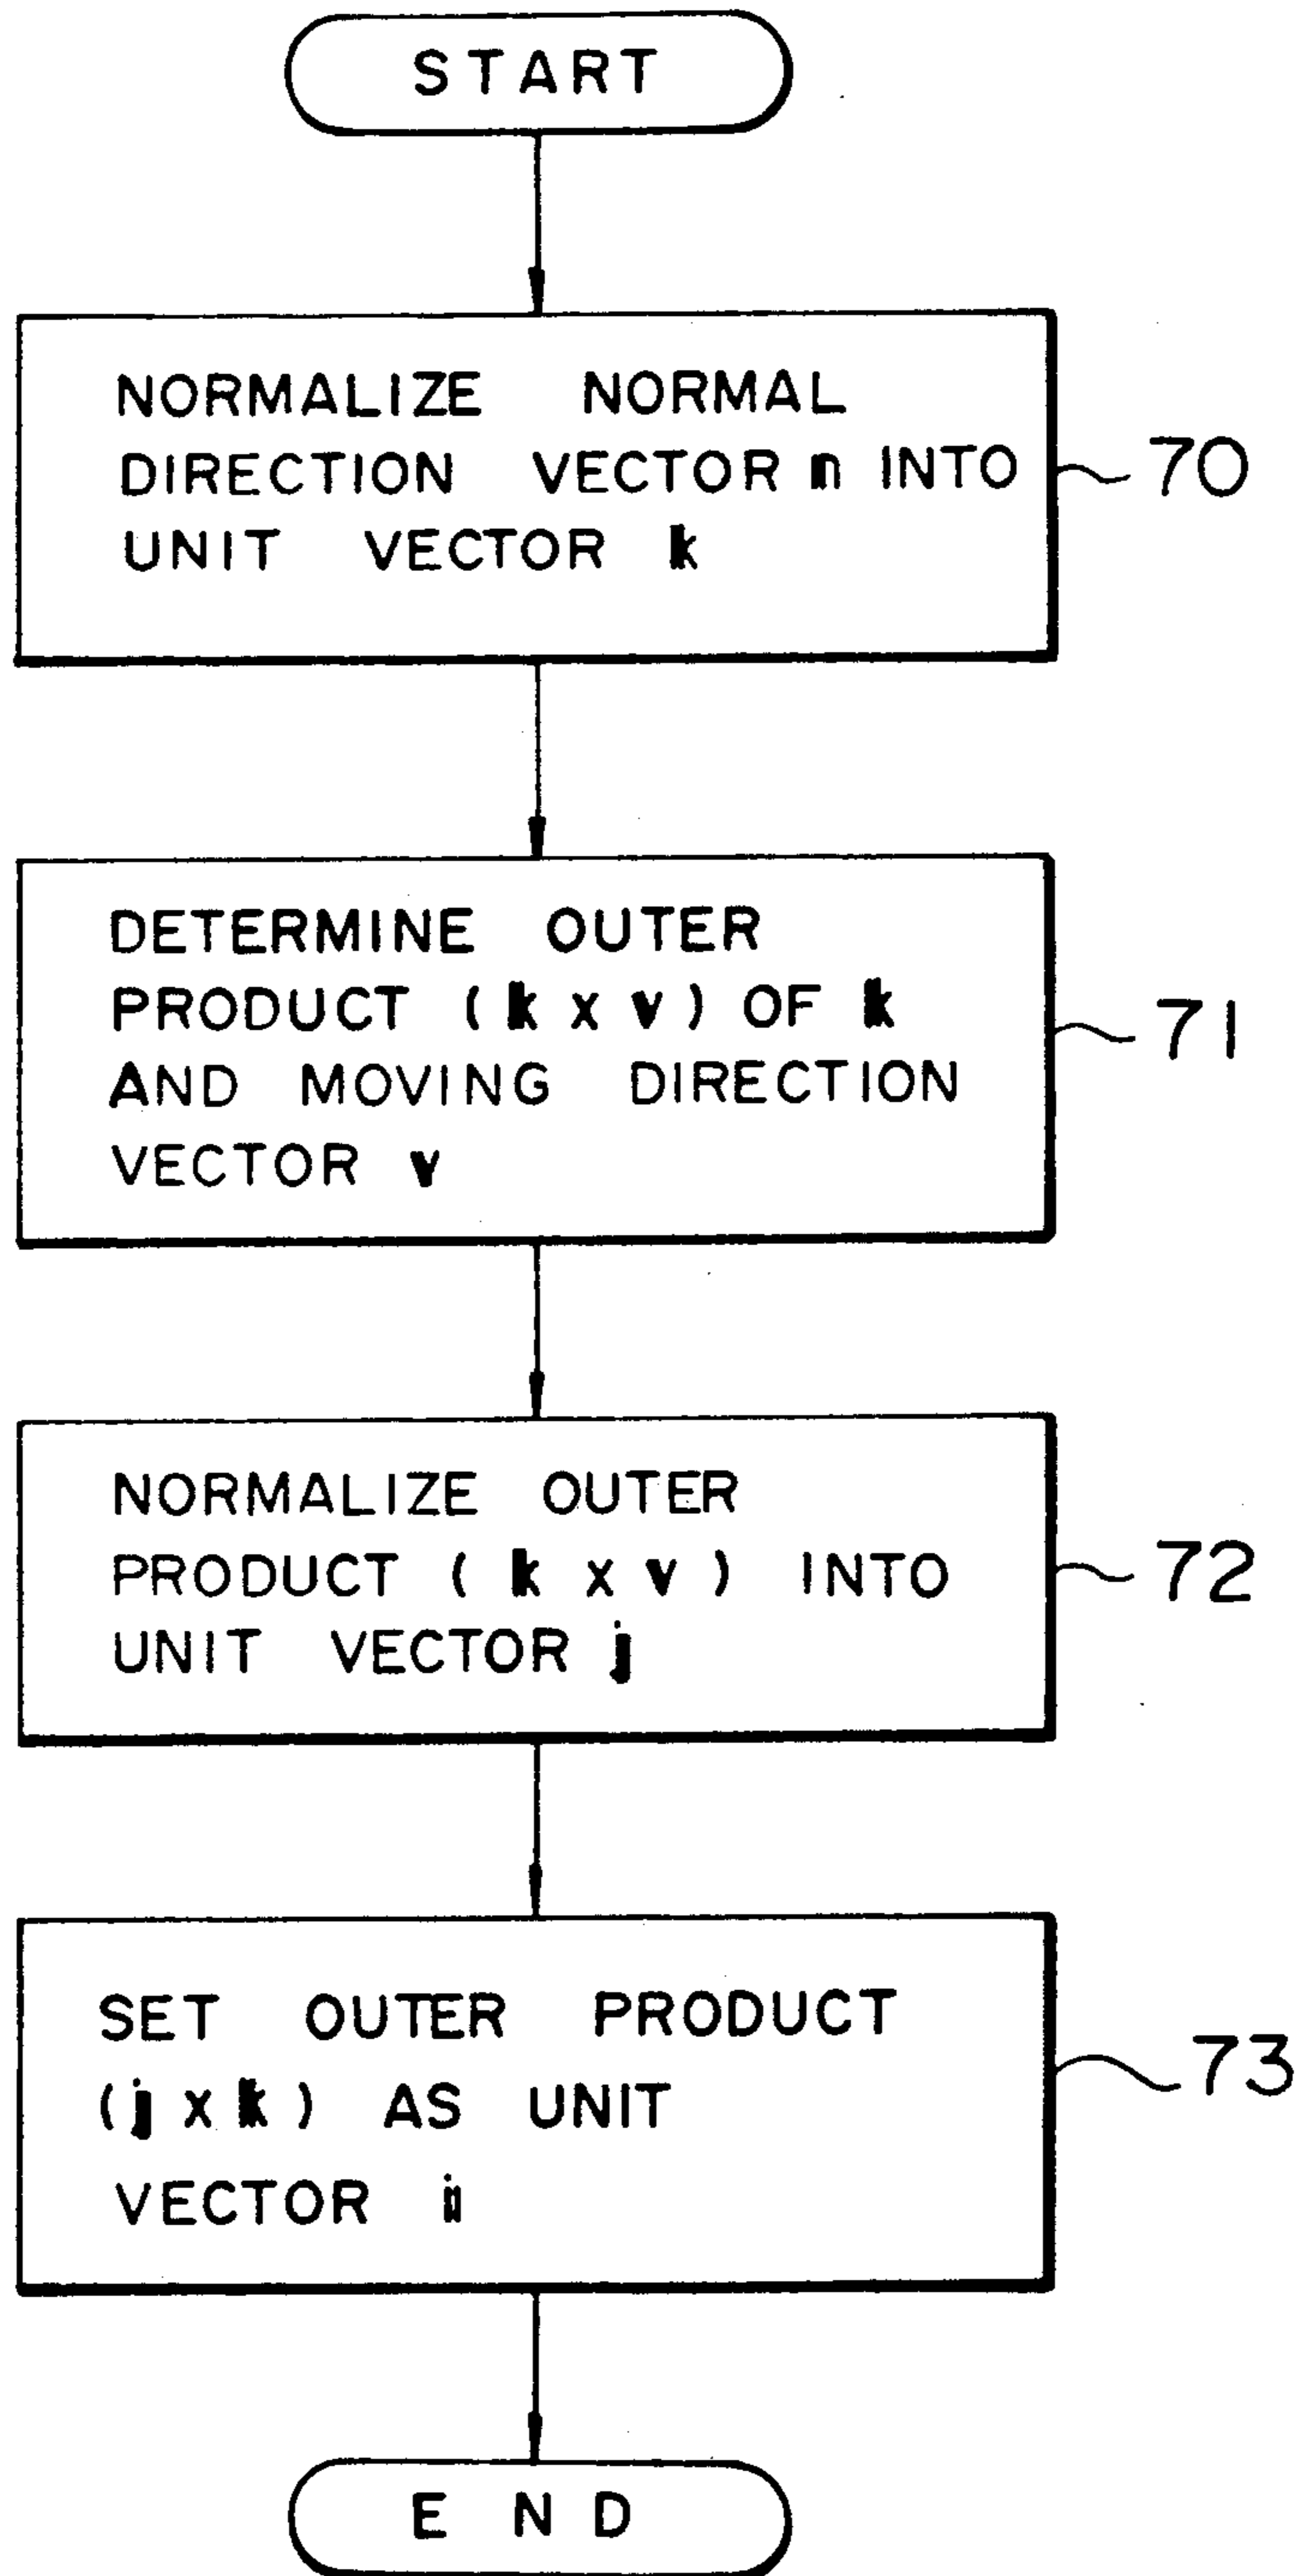 START
NORMALIZE NORMAL
DIRECTION VECTOR n INTO
UNIT VECTOR k
70
DETERMINE OUTER
PRODUCT (k x v) OF k
AND MOVING DIRECTION
VECTOR v
71
NORMALIZE OUTER
PRODUCT (k x v) INTO
UNIT VECTOR j
72
SET OUTER PRODUCT
(j x k) AS UNIT
VECTOR i
73
END